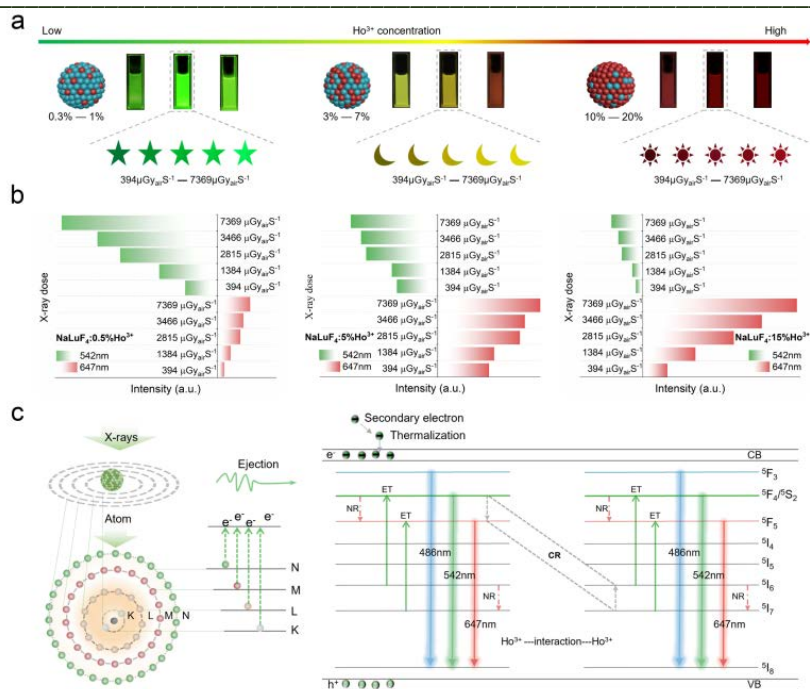 a
Low Ho³⁺ concentration High
0.3% — 1%
3% — 7%
10% — 20%
394μGyₐᵢᵣS⁻¹ — 7369μGyₐᵢᵣS⁻¹
394μGyₐᵢᵣS⁻¹ — 7369μGyₐᵢᵣS⁻¹
394μGyₐᵢᵣS⁻¹ — 7369μGyₐᵢᵣS⁻¹
b
X-ray dose
7369 μGyₐᵢᵣS⁻¹
3466 μGyₐᵢᵣS⁻¹
2815 μGyₐᵢᵣS⁻¹
1384 μGyₐᵢᵣS⁻¹
394 μGyₐᵢᵣS⁻¹
7369 μGyₐᵢᵣS⁻¹
3466 μGyₐᵢᵣS⁻¹
2815 μGyₐᵢᵣS⁻¹
1384 μGyₐᵢᵣS⁻¹
394 μGyₐᵢᵣS⁻¹
NaLuF₄:0.5%Ho³⁺
542nm
647nm
Intensity (a.u.)
X-ray dose
7369 μGyₐᵢᵣS⁻¹
3466 μGyₐᵢᵣS⁻¹
2815 μGyₐᵢᵣS⁻¹
1384 μGyₐᵢᵣS⁻¹
394 μGyₐᵢᵣS⁻¹
7369 μGyₐᵢᵣS⁻¹
3466 μGyₐᵢᵣS⁻¹
2815 μGyₐᵢᵣS⁻¹
1384 μGyₐᵢᵣS⁻¹
394 μGyₐᵢᵣS⁻¹
NaLuF₄:5%Ho³⁺
542nm
647nm
Intensity (a.u.)
X-ray dose
7369 μGyₐᵢᵣS⁻¹
3466 μGyₐᵢᵣS⁻¹
2815 μGyₐᵢᵣS⁻¹
1384 μGyₐᵢᵣS⁻¹
394 μGyₐᵢᵣS⁻¹
7369 μGyₐᵢᵣS⁻¹
3466 μGyₐᵢᵣS⁻¹
2815 μGyₐᵢᵣS⁻¹
1384 μGyₐᵢᵣS⁻¹
394 μGyₐᵢᵣS⁻¹
NaLuF₄:15%Ho³⁺
542nm
647nm
Intensity (a.u.)
c
X-rays
Atom
K L M N
Ejection
e⁻ e⁻ e⁻ e⁻
N
M
L
K
Secondary electron
Thermalization
e⁻ CB
⁵F₃
⁵F₄/⁵S₂
⁵F₅
⁵I₄
⁵I₅
⁵I₆
⁵I₇
⁵I₈
NR ET ET
486nm
542nm
647nm
CR
NR
NR ET ET
486nm
542nm
647nm
NR
Ho³⁺ ---interaction---Ho³⁺
h⁺ VB